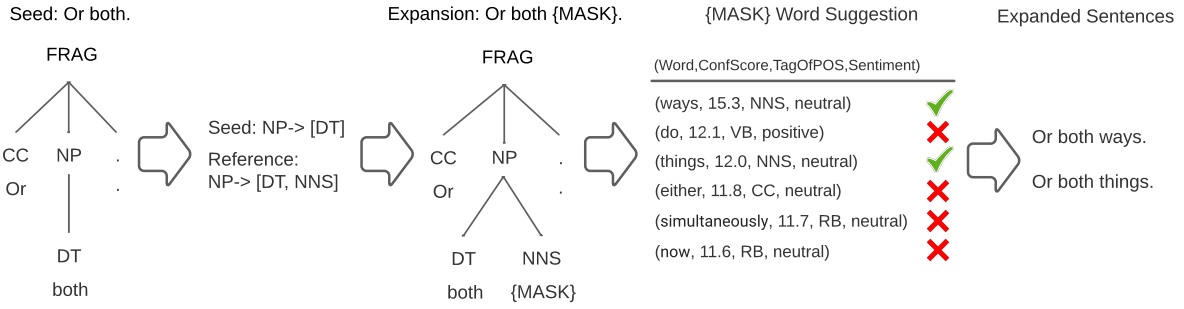 Seed: Or both.
FRAG
CC NP .
Or .
DT
both
Seed: NP-> [DT]
Reference:
NP-> [DT, NNS]
Expansion: Or both {MASK}.
FRAG
CC NP .
Or .
DT NNS
both {MASK}
{MASK} Word Suggestion
(Word,ConfScore,TagOfPOS,Sentiment)
(ways, 15.3, NNS, neutral)
(do, 12.1, VB, positive)
(things, 12.0, NNS, neutral)
(either, 11.8, CC, neutral)
(simultaneously, 11.7, RB, neutral)
(now, 11.6, RB, neutral)
Expanded Sentences
Or both ways.
Or both things.